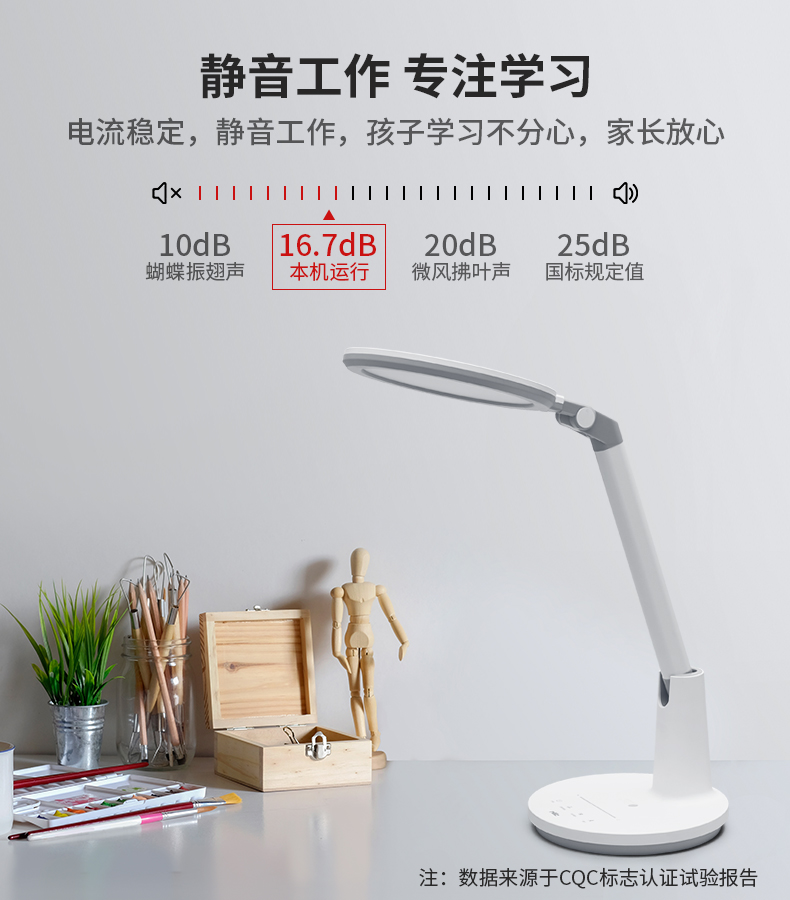 静音工作 专注学习
电流稳定，静音工作，孩子学习不分心，家长放心
10dB 16.7dB 20dB 25dB
蝴蝶振翅声 本机运行 微风拂叶声 国标规定值
注：数据来源于CQC标志认证试验报告